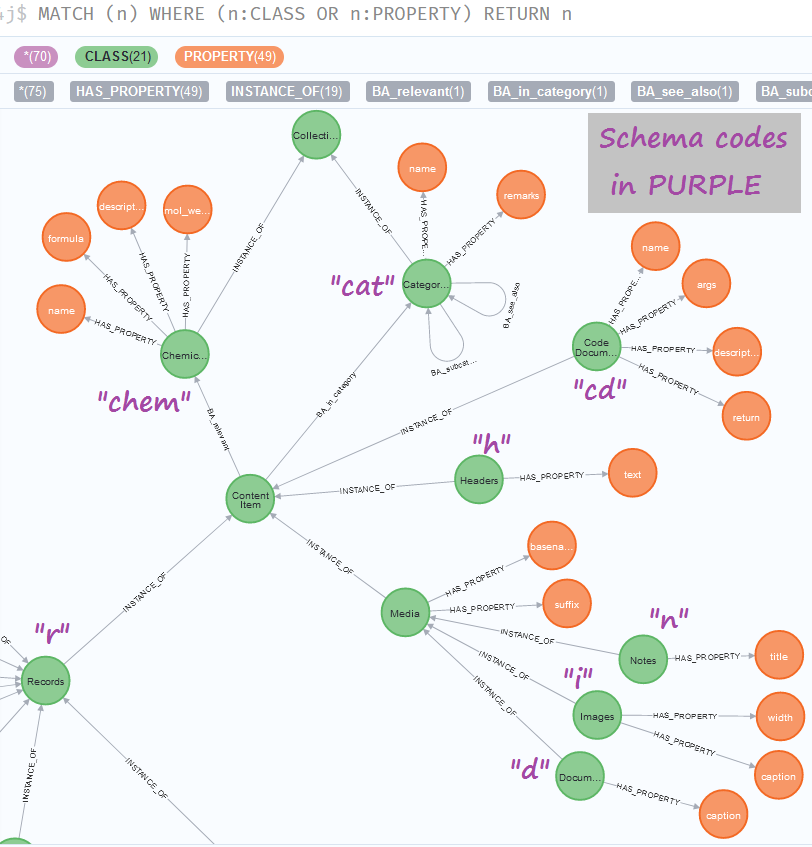 j$ MATCH (n) WHERE (n:CLASS OR n:PROPERTY) RETURN n
*(70) CLASS(21) PROPERTY(49)
*(75) HAS_PROPERTY(49) INSTANCE_OF(19) BA_relevant(1) BA_in_category(1) BA_see_also(1) BA_subc
Schema codes
in PURPLE
Collecti...
name
remarks
descript...
mol_we...
formula
name
INSTANCE_OF
INSTANCE_OF
HAS_PROPE...
HAS_PROPERTY
HAS_PROPERTY
HAS_PROPERTY
HAS_PROPERTY
HAS_PROPERTY
"cat"
Categor...
BA_see_also
BA_subcat...
name
args
descript...
return
HAS_PROPE...
HAS_PROPERTY
HAS_PROPERTY
HAS_PROPERTY
Code
Docum...
"cd"
Chemic...
"chem"
BA_relevant
BA_in_category
INSTANCE_OF
"h"
Headers
HAS_PROPERTY
text
INSTANCE_OF
Content
Item
INSTANCE_OF
INSTANCE_OF
basena...
HAS_PROPERTY
suffix
HAS_PROPERTY
Media
"n"
Notes
HAS_PROPERTY
title
INSTANCE_OF
"i"
Images
HAS_PROPERTY
width
INSTANCE_OF
HAS_PROPERTY
caption
INSTANCE_OF
"d"
Docum...
HAS_PROPERTY
caption
"r"
OF
Records
INSTANCE_OF
INSTANCE_OF